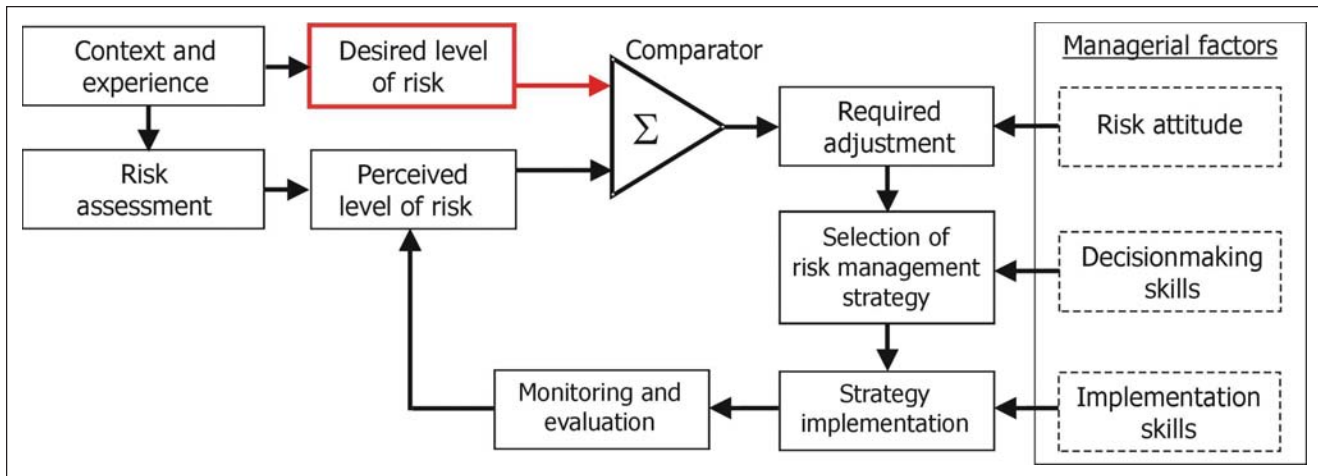 Context and
experience
Desired level
of risk
Comparator
Managerial factors
Σ
Required
adjustment
Risk attitude
Risk
assessment
Perceived
level of risk
Selection of
risk management
strategy
Decisionmaking
skills
Monitoring and
evaluation
Strategy
implementation
Implementation
skills